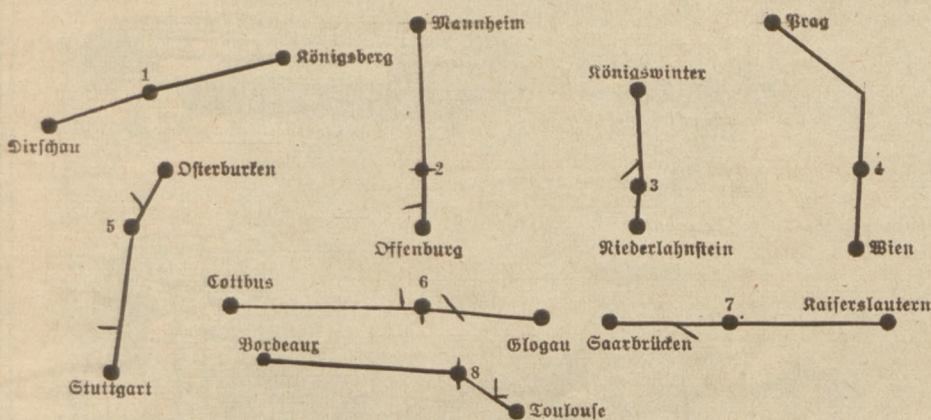 Mannheim
Prag
1
Königsberg
Königswinter
Dirschau
Osterburken
2
3
4
5
Offenburg
Niederlahnstein
Wien
Cottbus
6
7
Kaiserslautern
Glogau
Saarbrücken
Bordeaux
8
Stuttgart
Toulouse